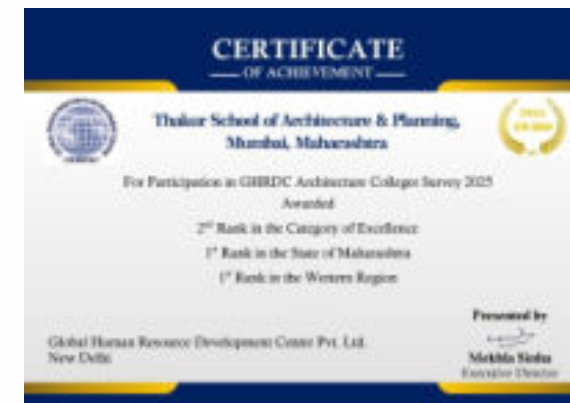 CERTIFICATE
OF ACHIEVEMENT
Thakur School of Architecture & Planning,
Mumbai, Maharashtra
For Participation in GHRDC Architecture Colleges Survey 2025
Awarded
2nd Rank in the Category of Excellence
1st Rank in the State of Maharashtra
1st Rank in the Western Region
Presented by
Global Human Resource Development Centre Pvt. Ltd.
New Delhi
Executive Director